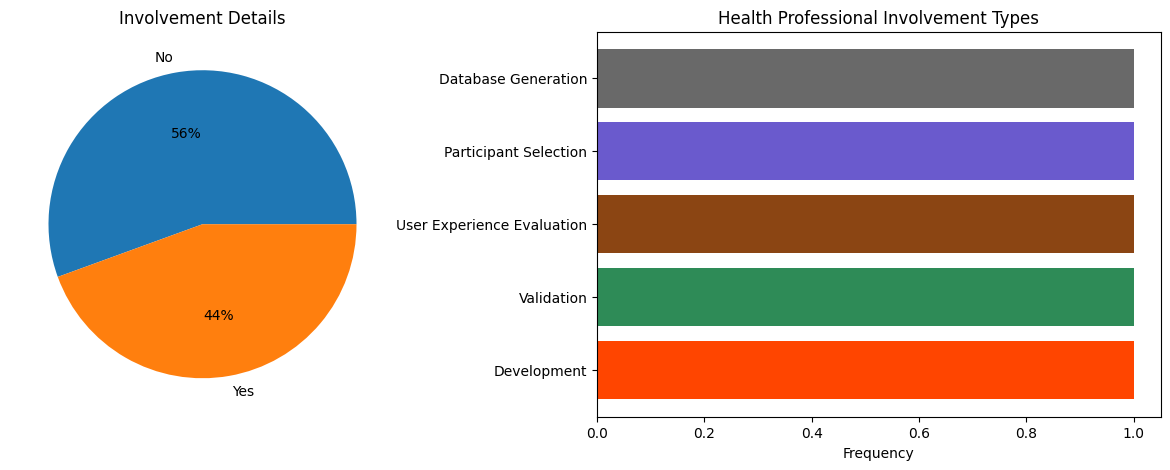 Involvement Details
No
56%
44%
Yes
Health Professional Involvement Types
Database Generation
Participant Selection
User Experience Evaluation
Validation
Development
0.0 0.2 0.4 0.6 0.8 1.0
Frequency